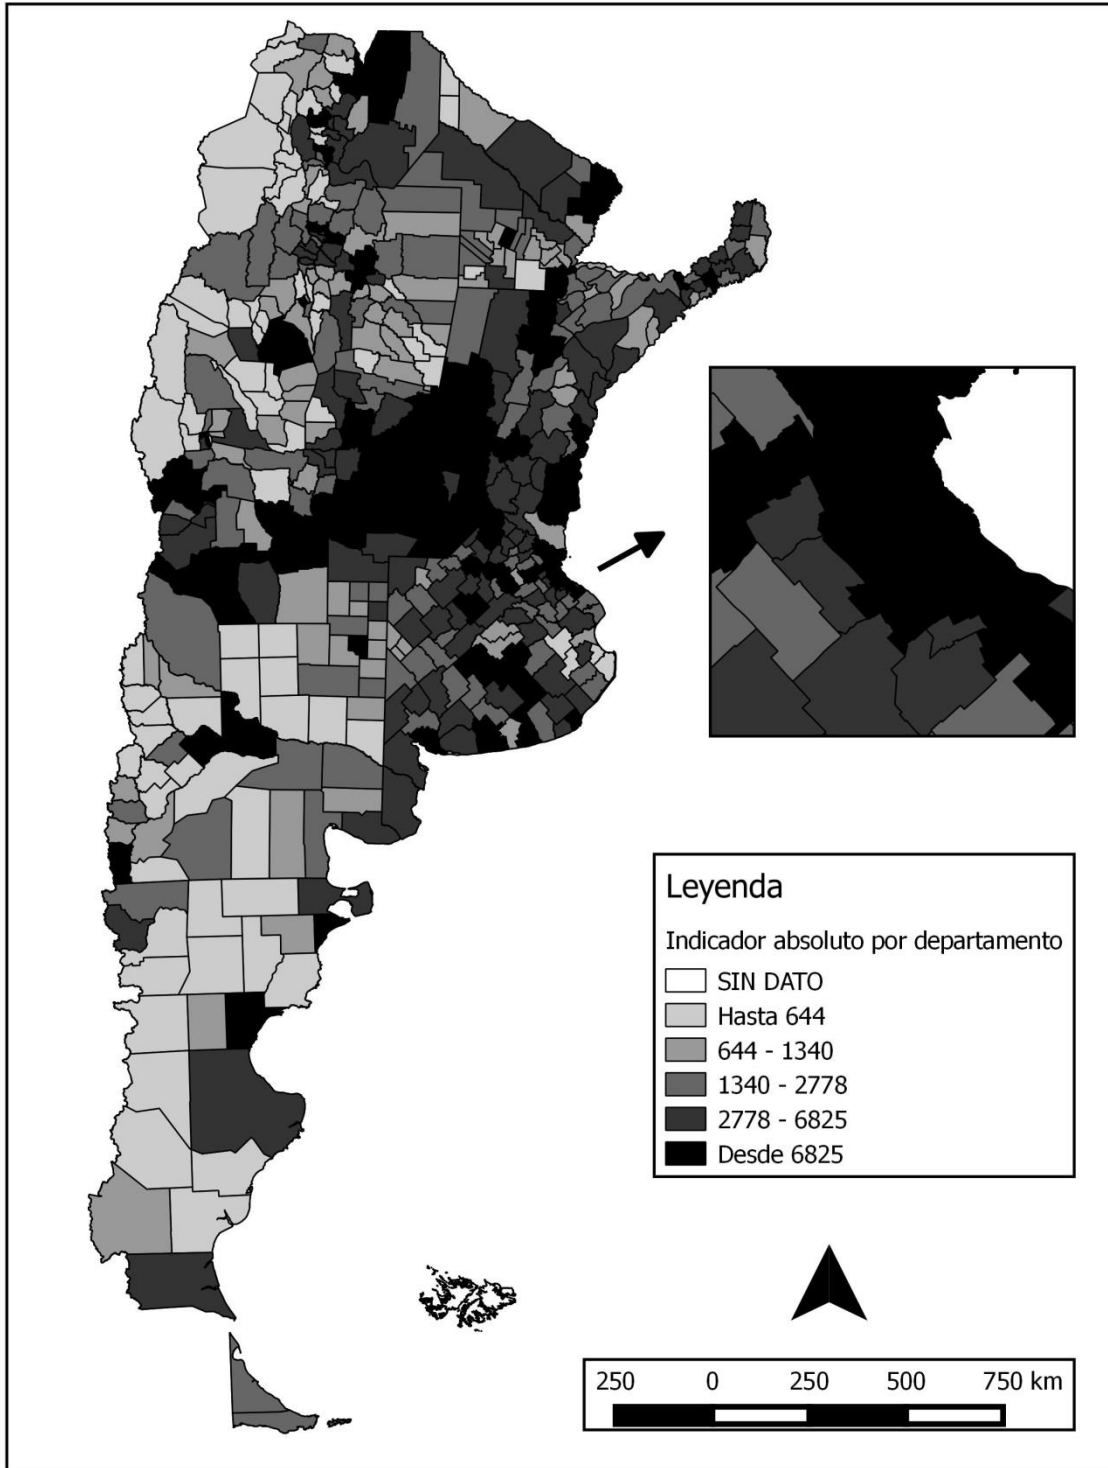 Leyenda
Indicador absoluto por departamento
SIN DATO
Hasta 644
644 - 1340
1340 - 2778
2778 - 6825
Desde 6825
250 0 250 500 750 km